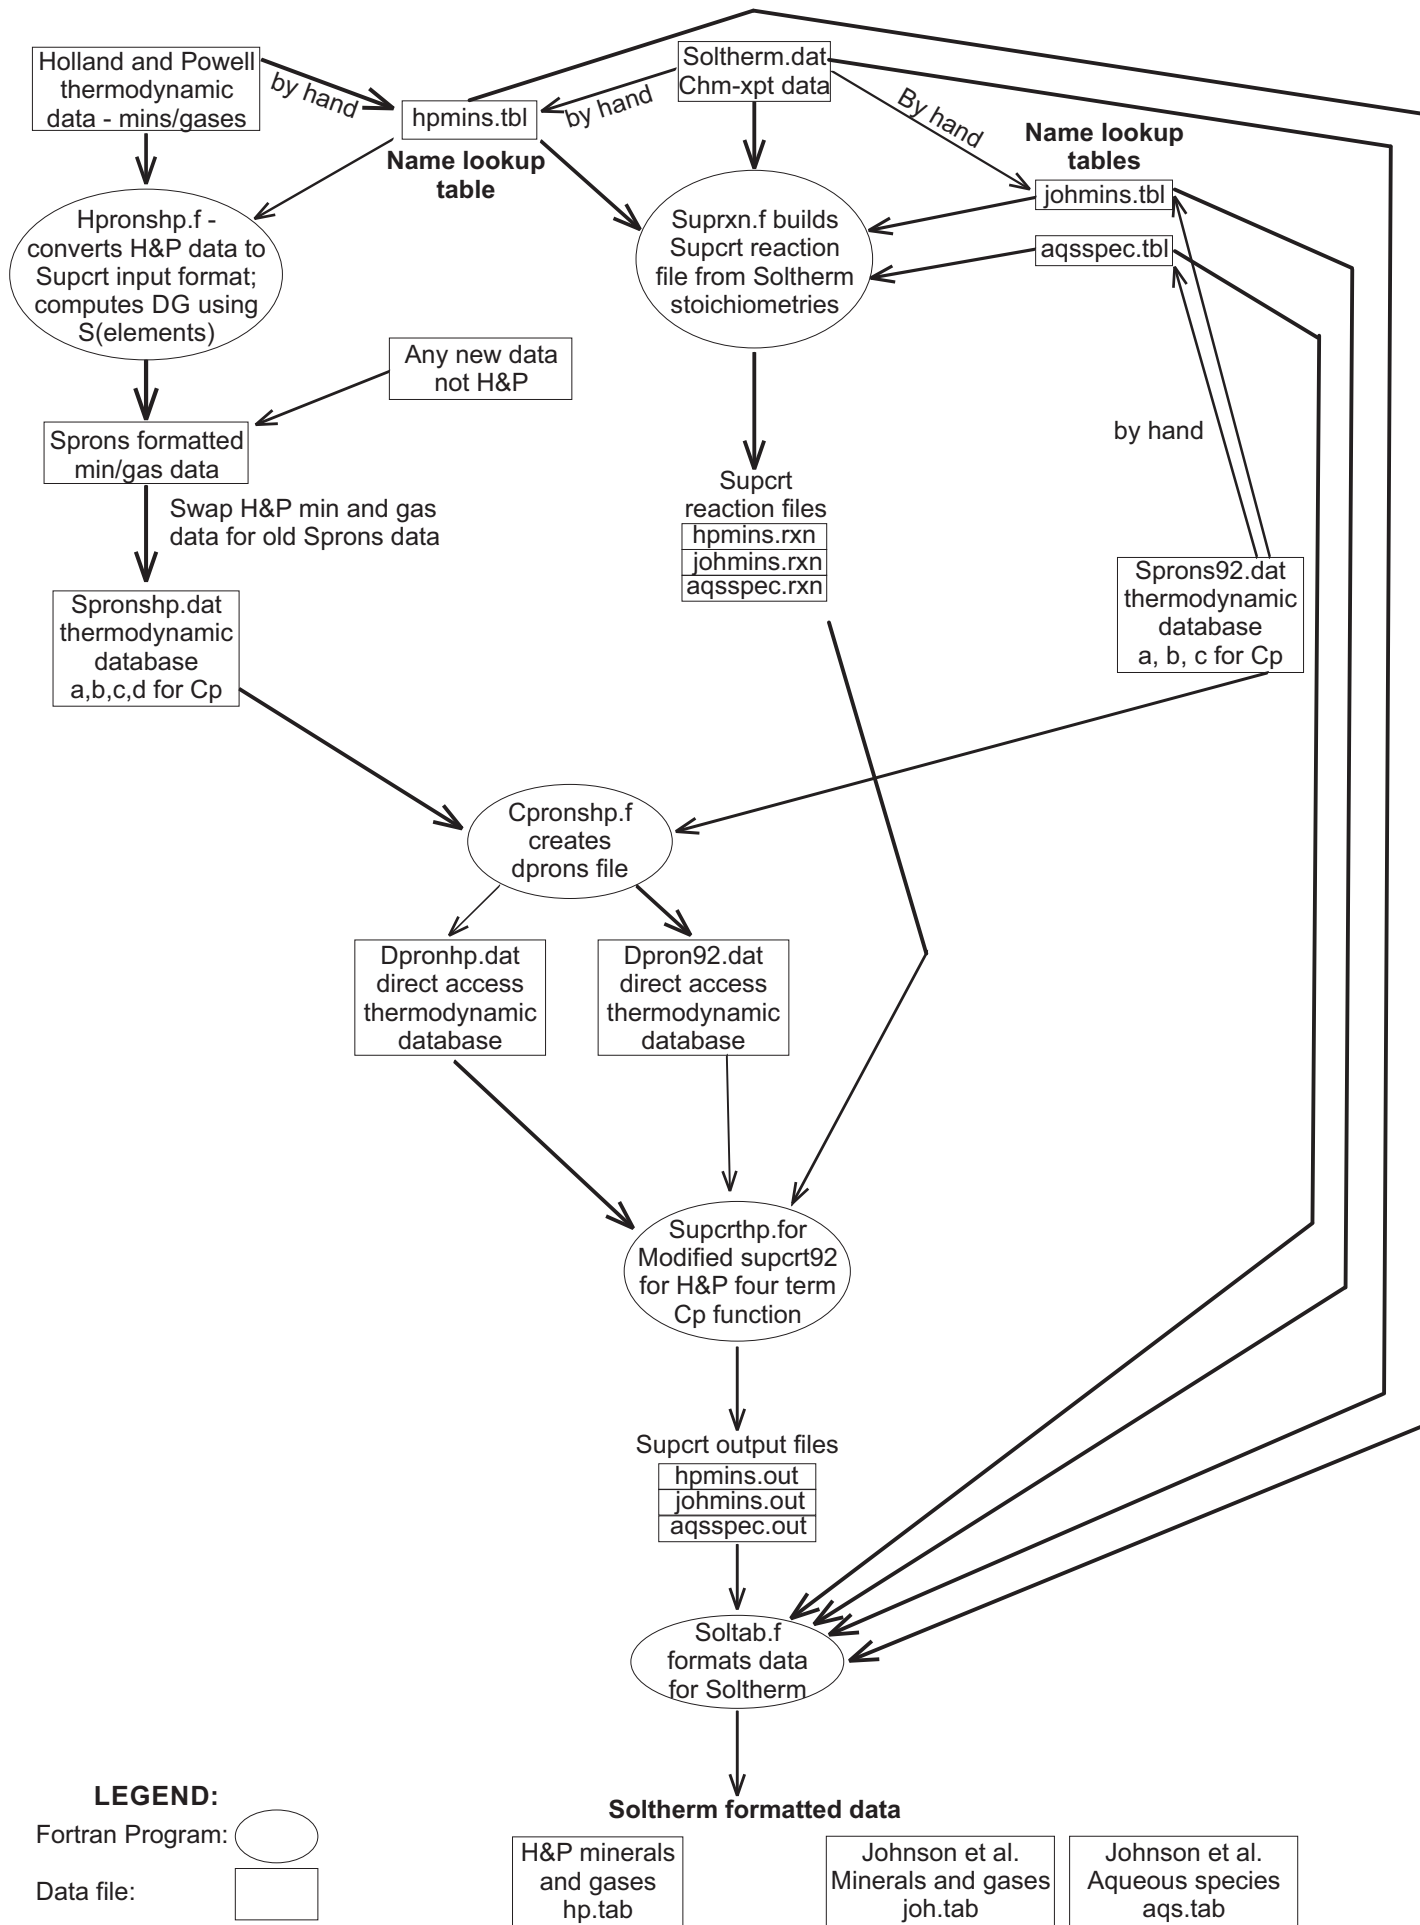 Holland and Powell
thermodynamic
data - mins/gases
by hand
hpmins.tbl
Name lookup
table
by hand
Soltherm.dat
Chm-xpt data
By hand
Name lookup
tables
johmins.tbl
aqsspec.tbl
Hpronshp.f -
converts H&P data to
Supcrt input format;
computes DG using
S(elements)
Suprxn.f builds
Supcrt reaction
file from Soltherm
stoichiometries
Any new data
not H&P
Sprons formatted
min/gas data
by hand
Swap H&P min and gas
data for old Sprons data
Supcrt
reaction files
hpmins.rxn
johmins.rxn
aqsspec.rxn
Sprons92.dat
thermodynamic
database
a, b, c for Cp
Spronshp.dat
thermodynamic
database
a,b,c,d for Cp
Cpronshp.f
creates
dprons file
Dpronhp.dat
direct access
thermodynamic
database
Dpron92.dat
direct access
thermodynamic
database
Supcrthp.for
Modified supcrt92
for H&P four term
Cp function
Supcrt output files
hpmins.out
johmins.out
aqsspec.out
Soltab.f
formats data
for Soltherm
LEGEND:
Fortran Program:
Data file:
Soltherm formatted data
H&P minerals
and gases
hp.tab
Johnson et al.
Minerals and gases
joh.tab
Johnson et al.
Aqueous species
aqs.tab